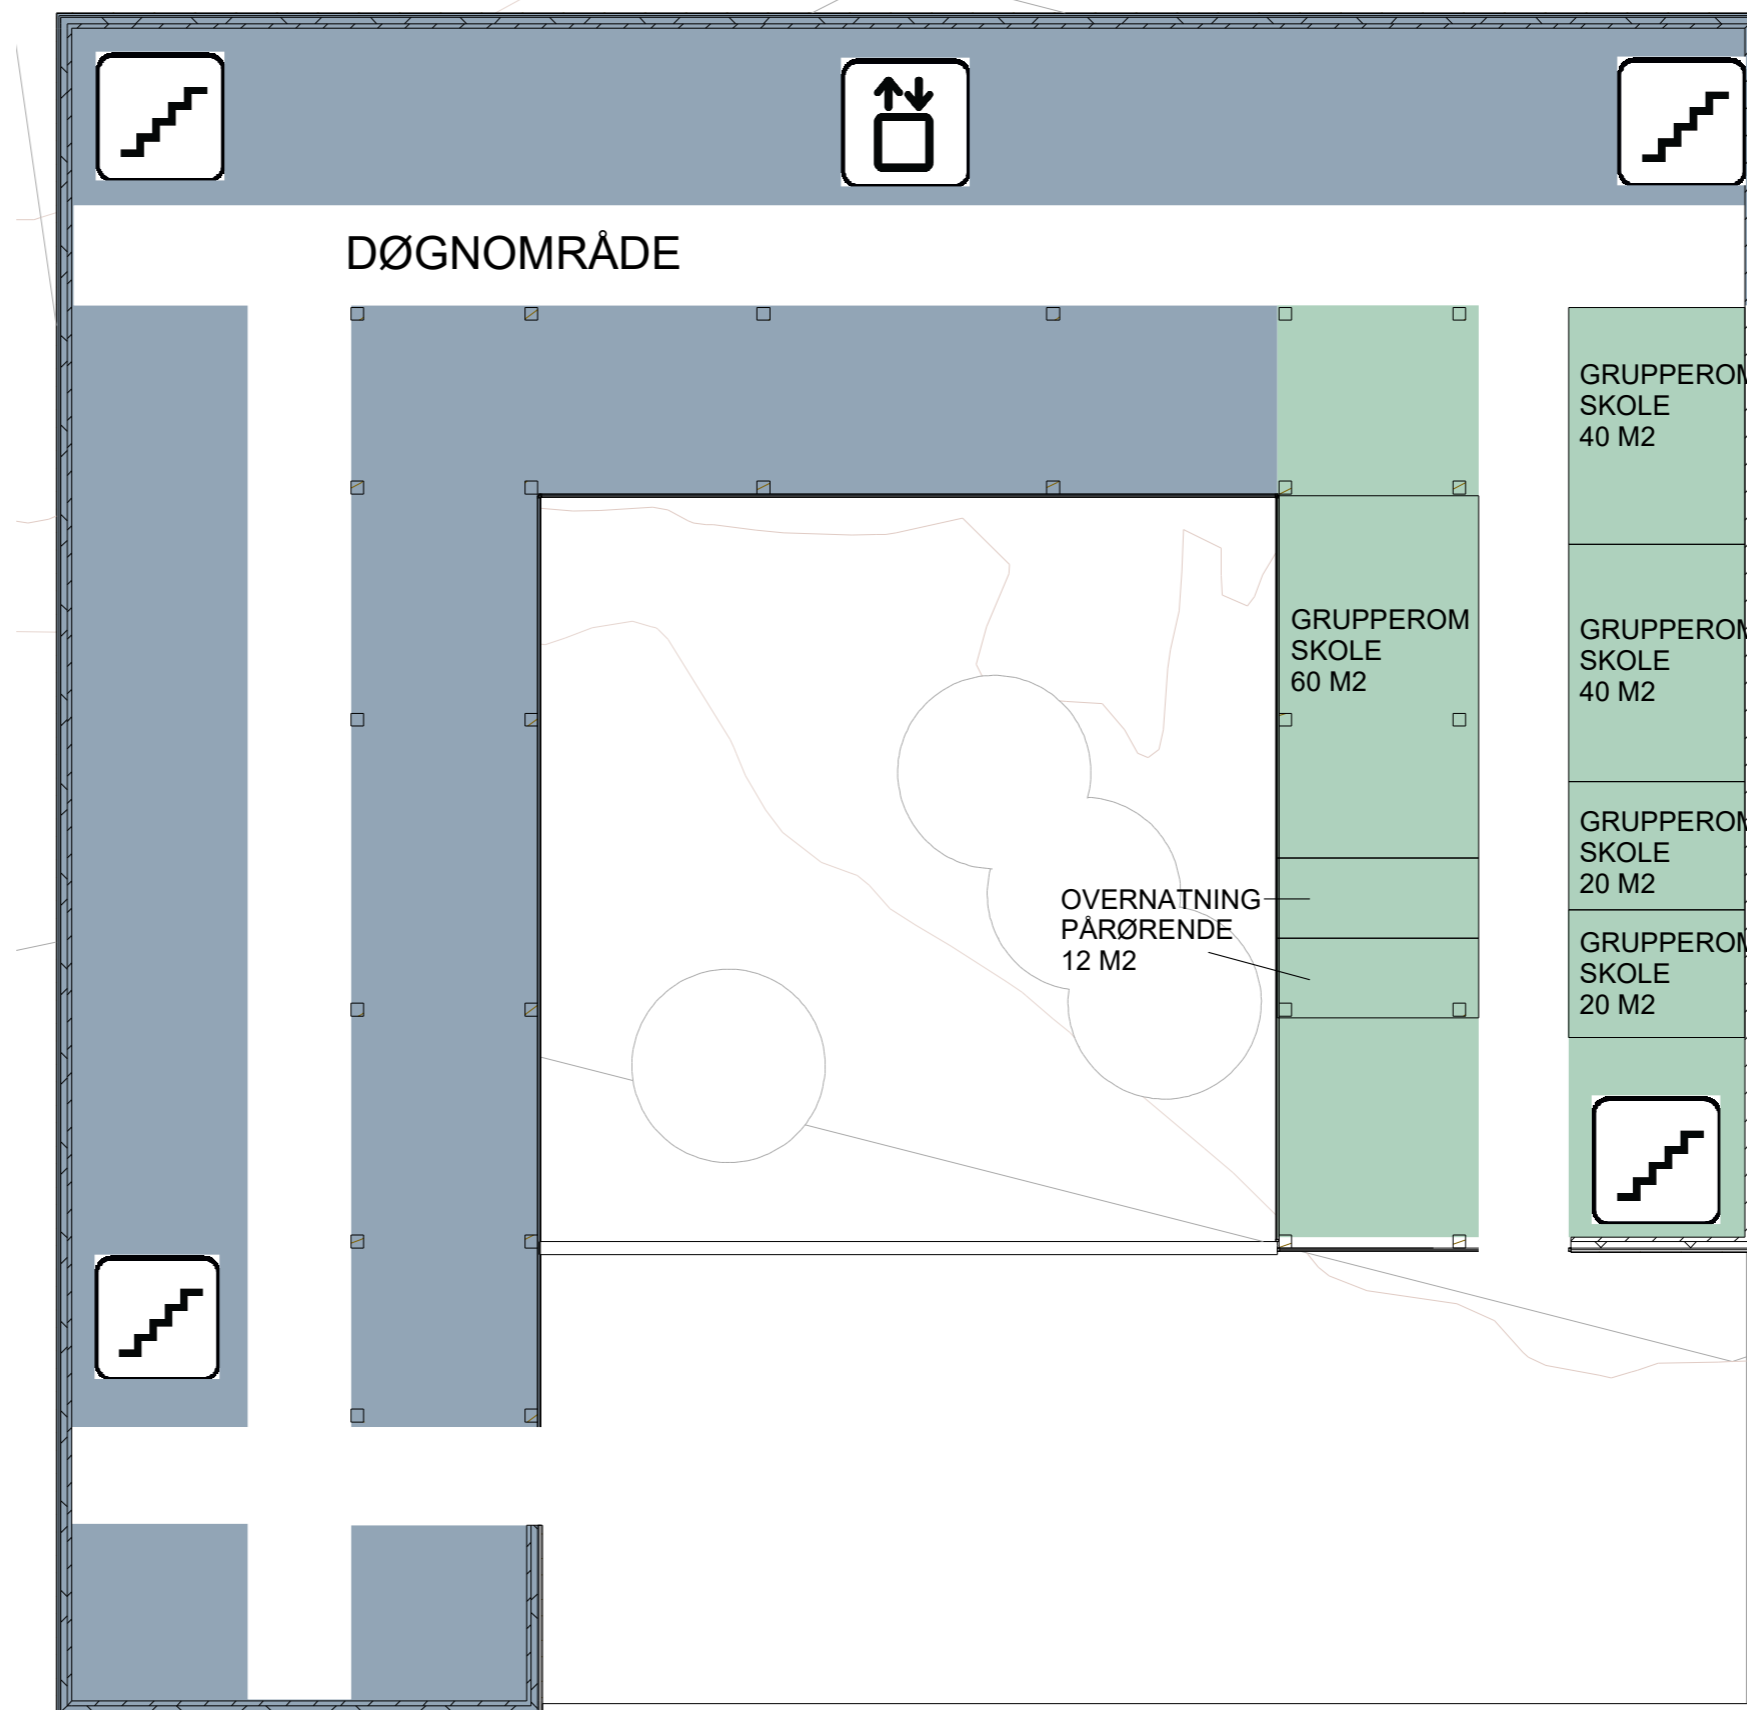 DØGNOMRÅDE
GRUPPEROM
SKOLE
40 M2
GRUPPEROM
SKOLE
60 M2
GRUPPEROM
SKOLE
40 M2
GRUPPEROM
SKOLE
20 M2
OVERNATNING
PÅRØRENDE
12 M2
GRUPPEROM
SKOLE
20 M2